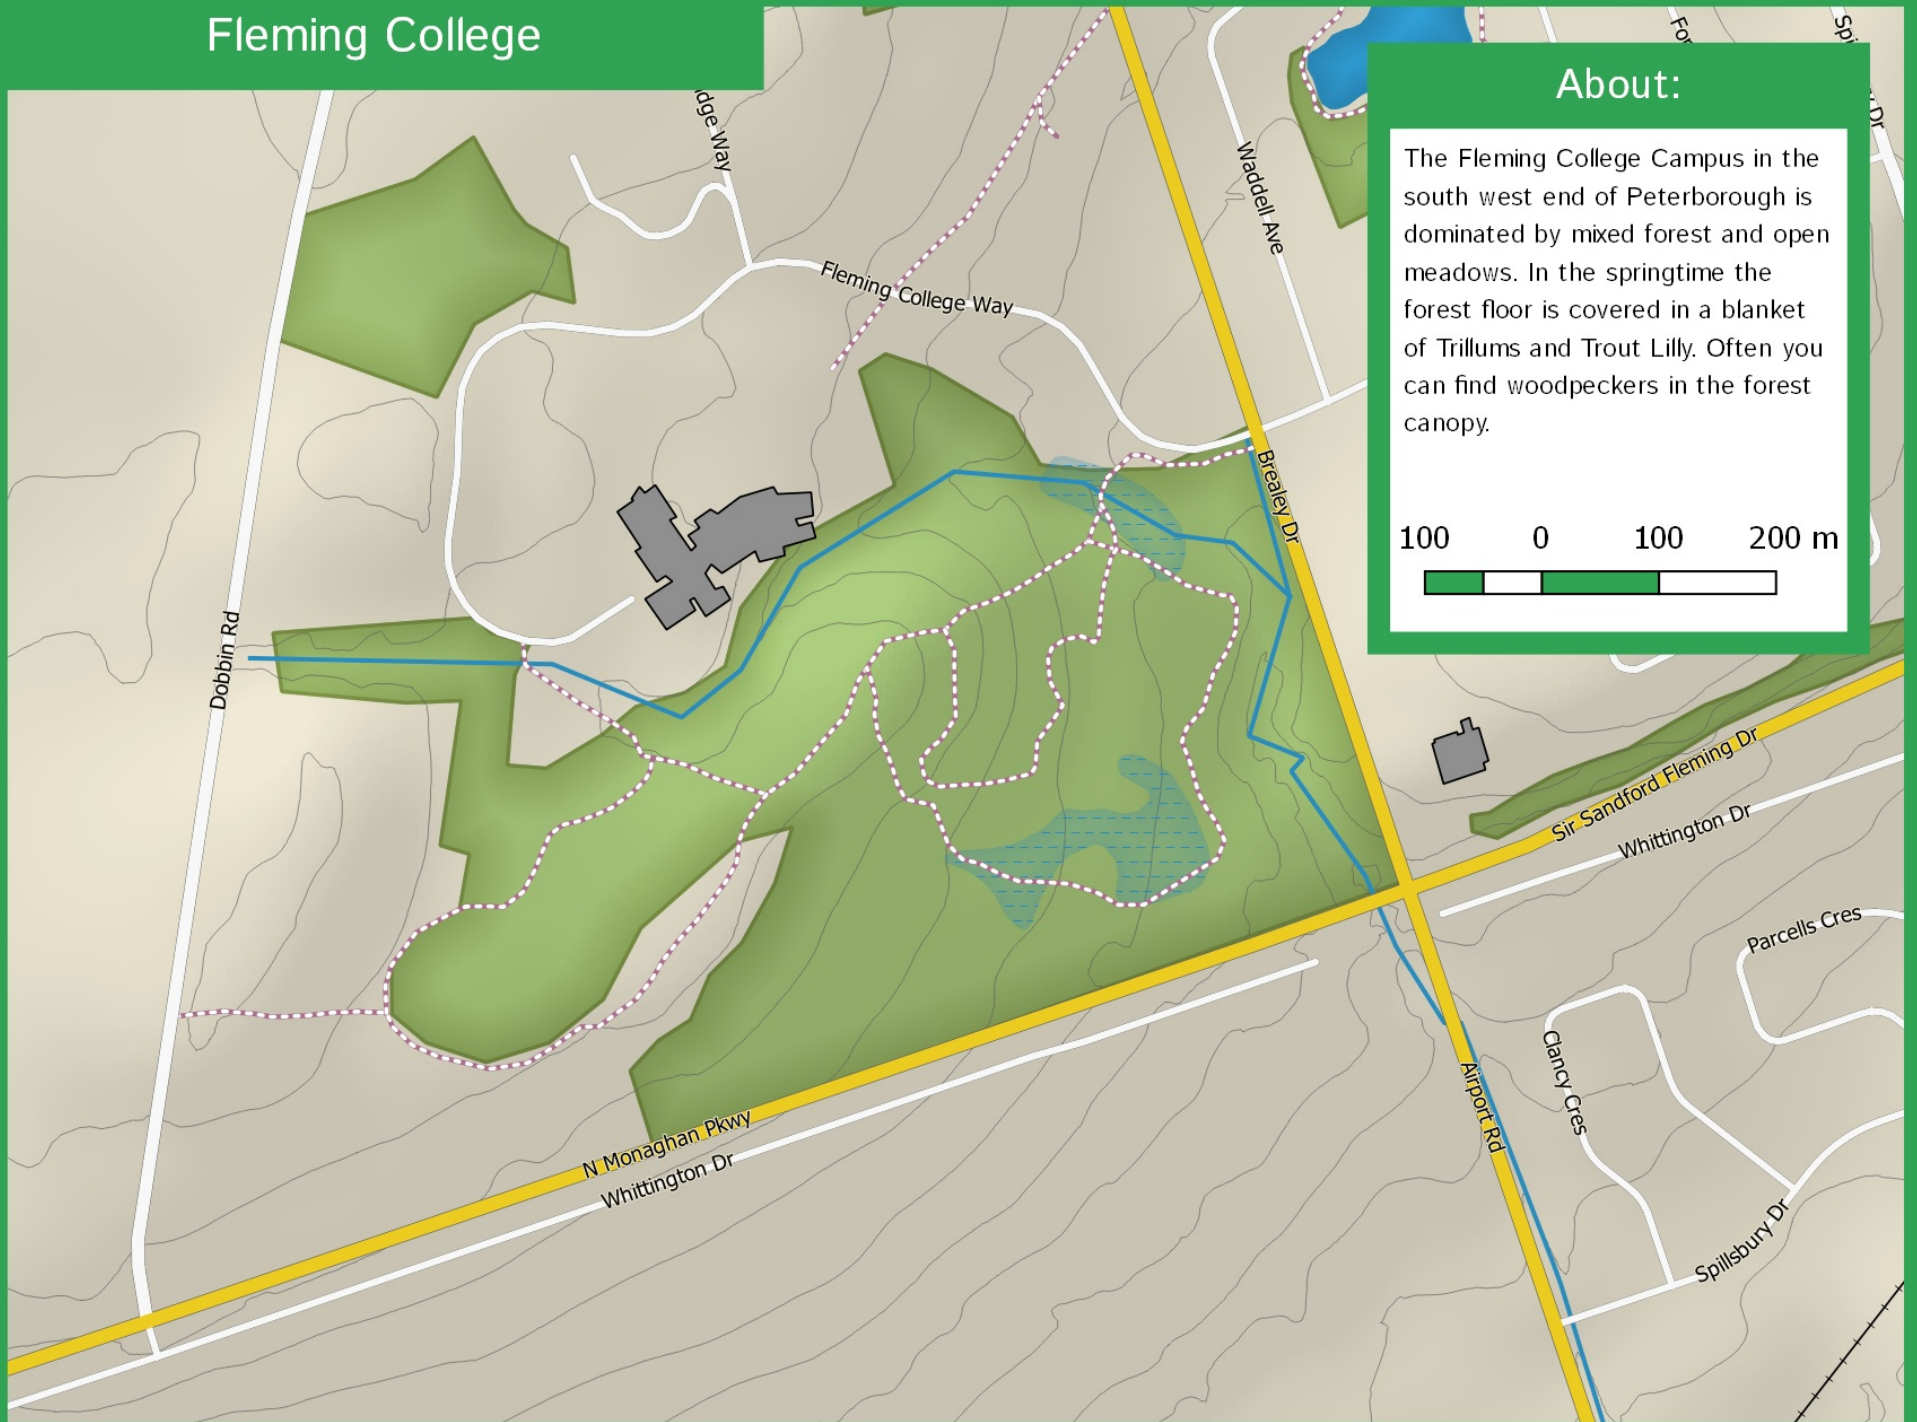 Fleming College
About:
The Fleming College Campus in the
south west end of Peterborough is
dominated by mixed forest and open
meadows. In the springtime the
forest floor is covered in a blanket
of Trillums and Trout Lilly. Often you
can find woodpeckers in the forest
canopy.
100 0 100 200 m
Way
Waddell Ave
Fleming College Way
Brealey Dr
Dobbin Rd
Sir Sandford Fleming Dr
Whittington Dr
Parcells Cres
Clancy Cres
Airport Rd
N Monaghan Pkwy
Whittington Dr
Spillsbury Dr
Dr